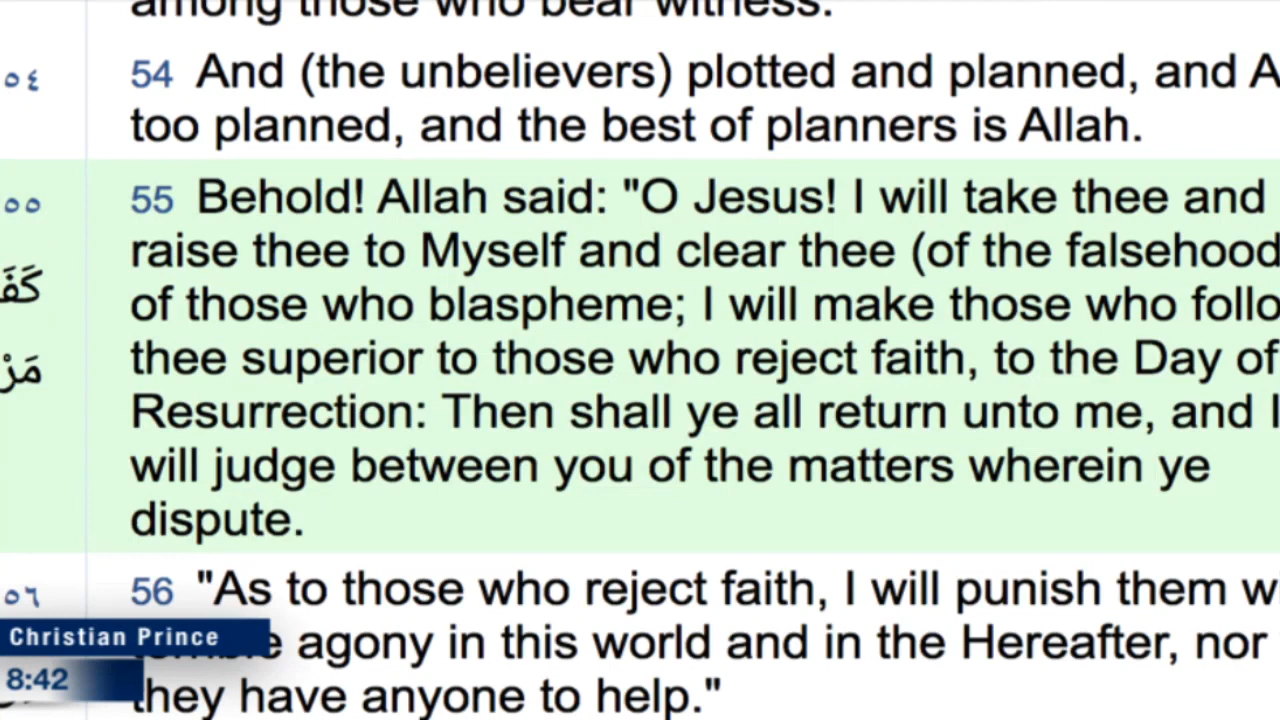 among those who bear witness.
٥٤ 54 And (the unbelievers) plotted and planned, and
too planned, and the best of planners is Allah.
٥٥ 55 Behold! Allah said: "O Jesus! I will take thee and
raise thee to Myself and clear thee (of the falsehood
كَفَ
of those who blaspheme; I will make those who follo
thee superior to those who reject faith, to the Day of
مَرْ
Resurrection: Then shall ye all return unto me, and I
will judge between you of the matters wherein ye
dispute.
٥٦ 56 "As to those who reject faith, I will punish them wi
Christian Prince
agony in this world and in the Hereafter, nor
8:42
they have anyone to help."